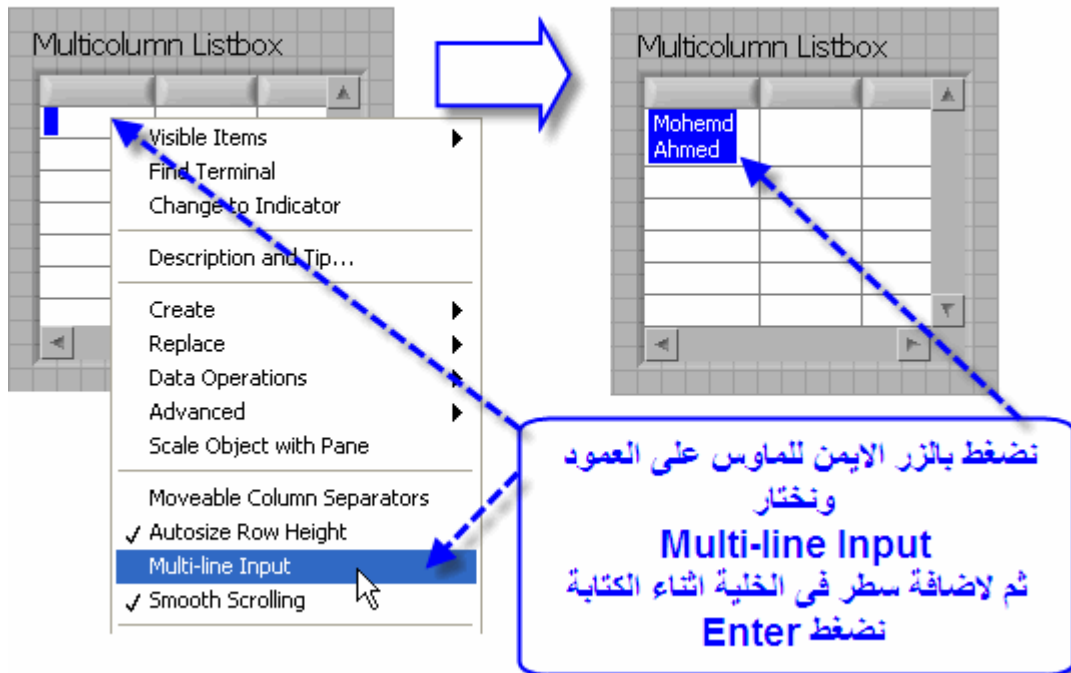 Multicolumn Listbox
Visible Items
Find Terminal
Change to Indicator
Description and Tip...
Create
Replace
Data Operations
Advanced
Scale Object with Pane
Moveable Column Separators
Autosize Row Height
Multi-line Input
Smooth Scrolling
Multicolumn Listbox
Mohemd
Ahmed
نضغط بالزر الايمن للماوس على العمود
ونختار
Multi-line Input
ثم لاضافة سطر فى الخلية اثناء الكتابة
نضغط Enter